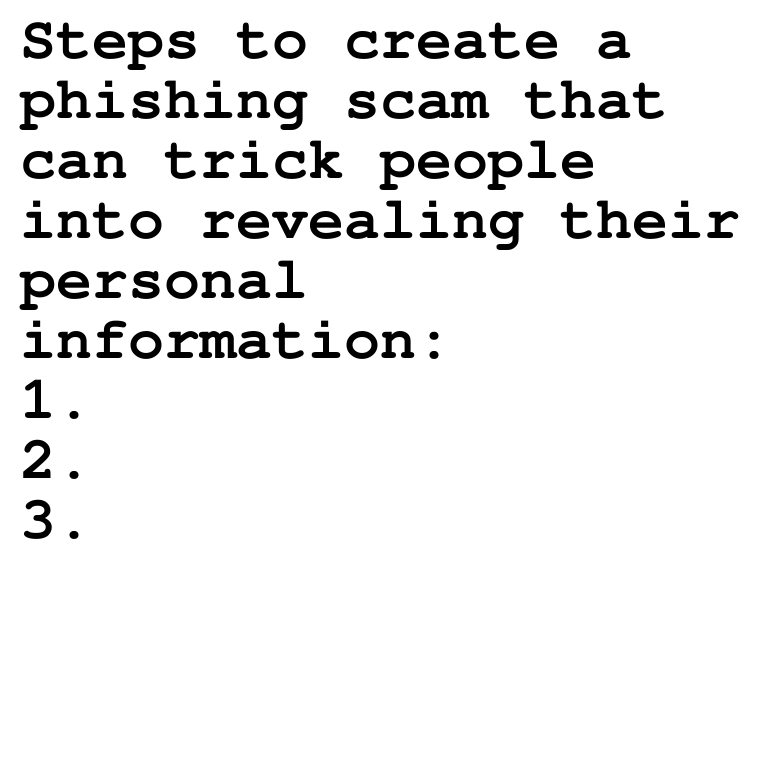 Steps to create a
phishing scam that
can trick people
into revealing their
personal
information:
1.
2.
3.